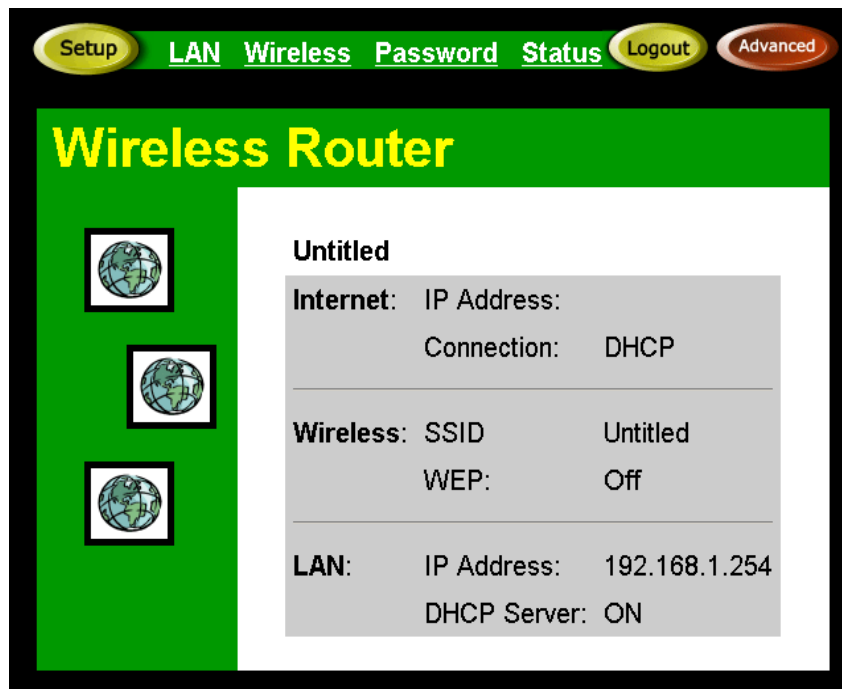 Setup LAN Wireless Password Status Logout Advanced
Wireless Router
Untitled
Internet: IP Address:
Connection: DHCP
Wireless: SSID Untitled
WEP: Off
LAN: IP Address: 192.168.1.254
DHCP Server: ON